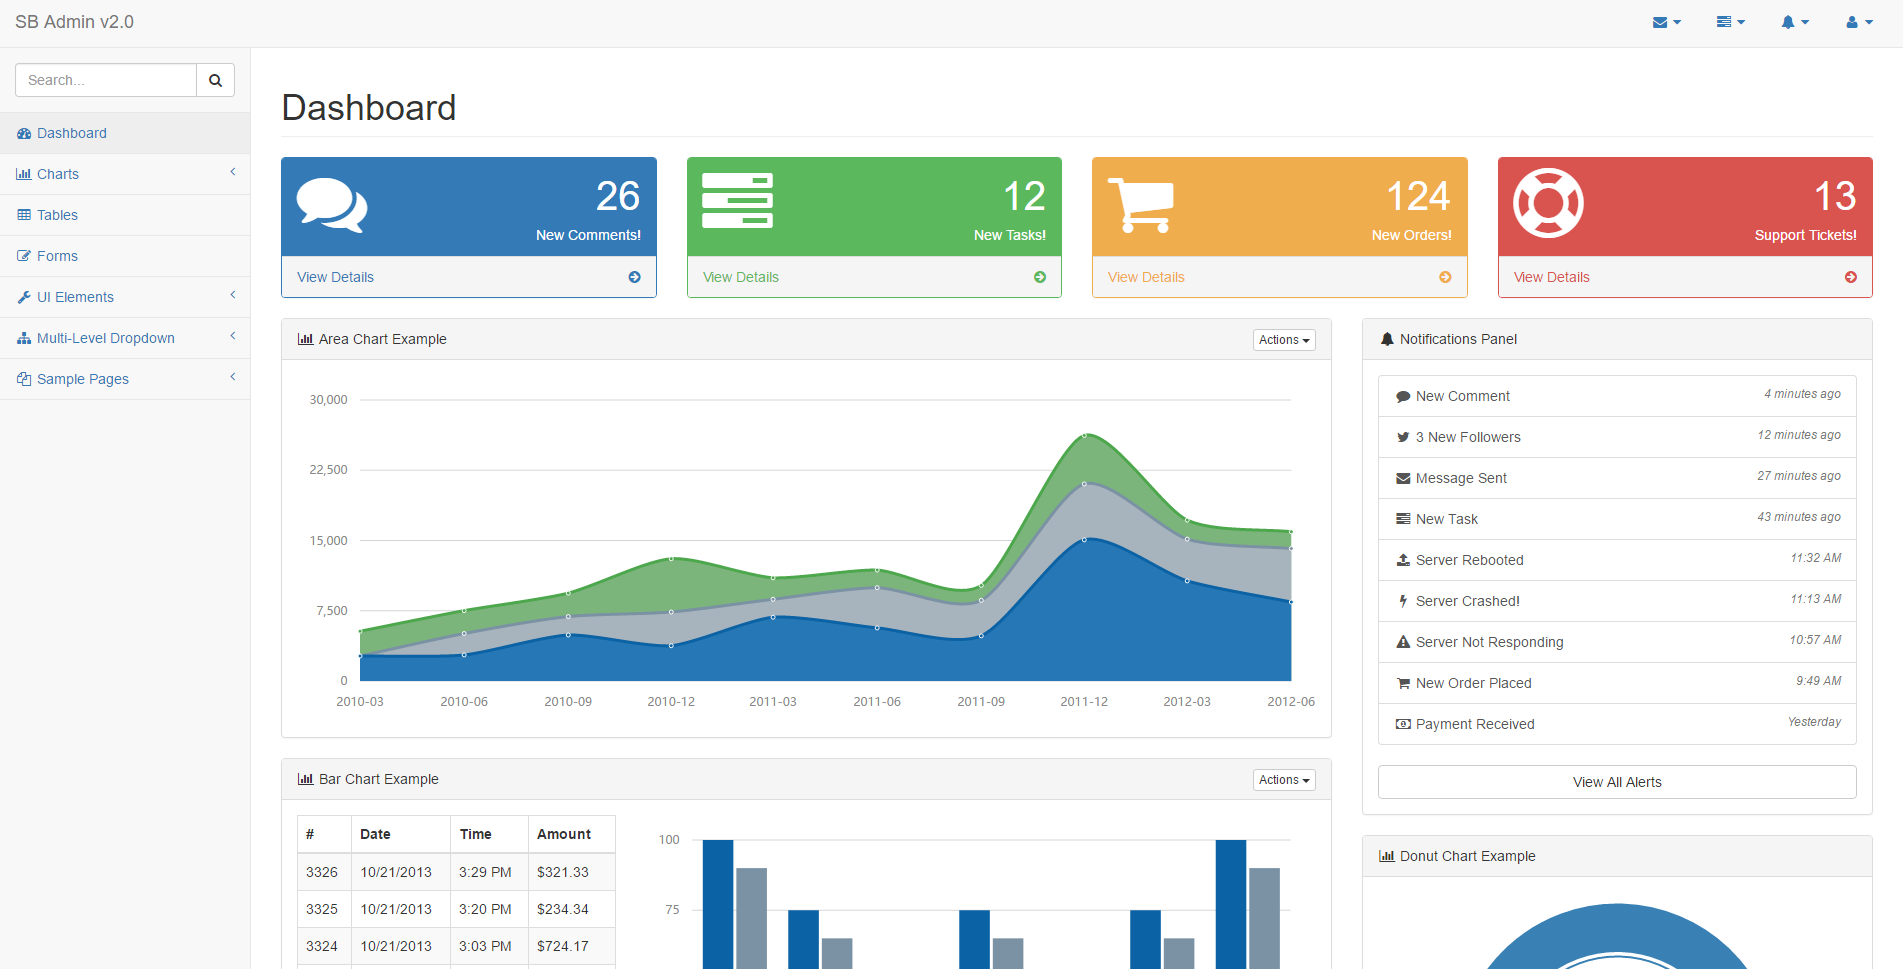 SB Admin v2.0
Search...
Dashboard
Charts
Tables
Forms
UI Elements
Multi-Level Dropdown
Sample Pages
Dashboard
26
New Comments!
View Details
12
New Tasks!
View Details
124
New Orders!
View Details
13
Support Tickets!
View Details
Area Chart Example
Actions
30,000
22,500
15,000
7,500
0
2010-03 2010-06 2010-09 2010-12 2011-03 2011-06 2011-09 2011-12 2012-03 2012-06
Notifications Panel
New Comment 4 minutes ago
3 New Followers 12 minutes ago
Message Sent 27 minutes ago
New Task 43 minutes ago
Server Rebooted 11:32 AM
Server Crashed! 11:13 AM
Server Not Responding 10:57 AM
New Order Placed 9:49 AM
Payment Received Yesterday
View All Alerts
Bar Chart Example
Actions
# Date Time Amount
3326 10/21/2013 3:29 PM $321.33
3325 10/21/2013 3:20 PM $234.34
3324 10/21/2013 3:03 PM $724.17
100
75
Donut Chart Example